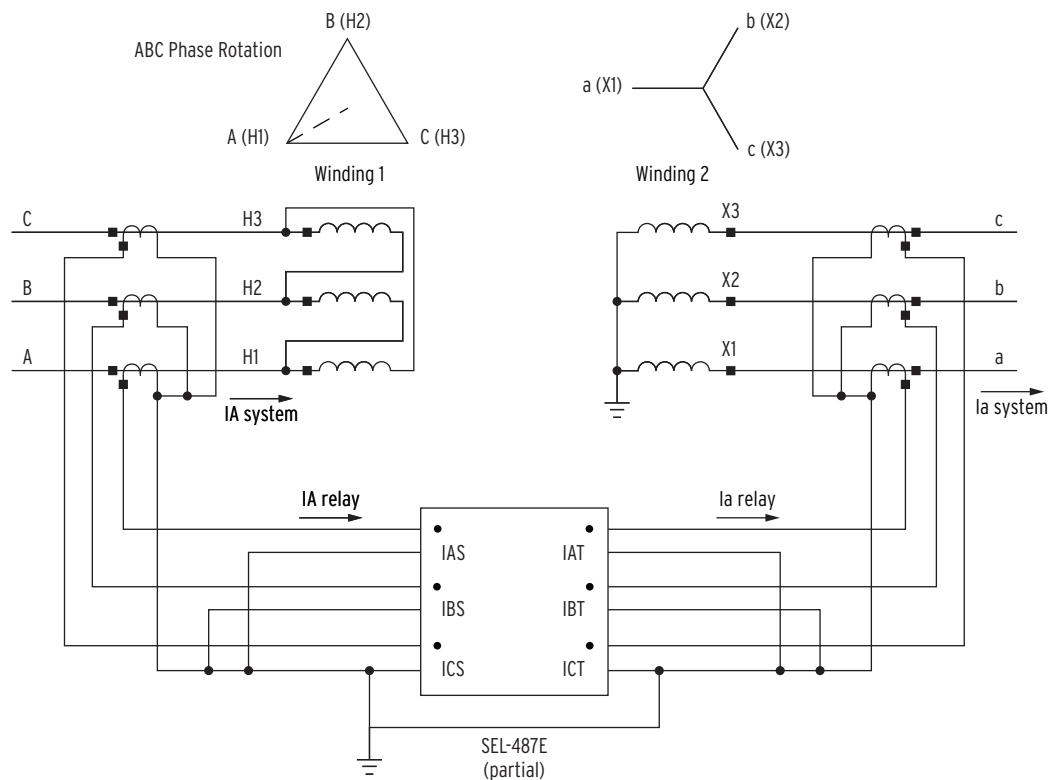 B (H2)
ABC Phase Rotation
A (H1)
C (H3)
Winding 1
b (X2)
a (X1)
c (X3)
Winding 2
C
H3
X3
c
B
H2
X2
b
A
H1
X1
a
IA system
Ia system
IA relay
Ia relay
IAS
IAT
IBS
IBT
ICS
ICT
SEL-487E
(partial)